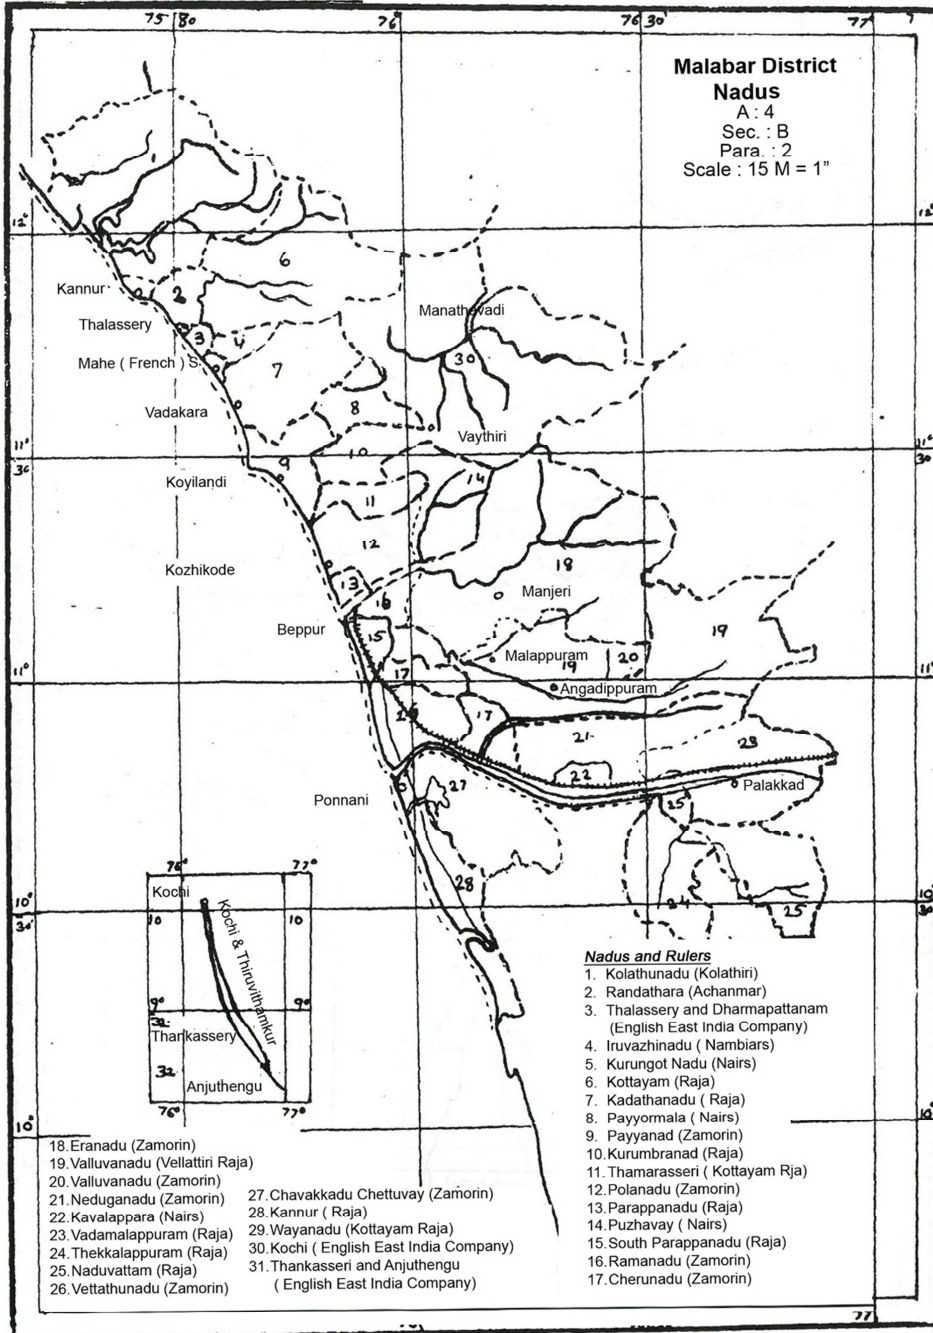 75 | 80
76°
76°30'
77°
Malabar District
Nadus
A : 4
Sec. : B
Para. : 2
Scale : 15 M = 1”
12°
12°
6
Kannur
2
Manathavadi
Thalassery
3
4
Mahe ( French ) S.
7
30
Vadakara
8
Vaythiri
11°
30
11°
30
9
10
Koyilandi
14
11
12
Kozhikode
18
13
Manjeri
16
Beppur
15
19
Malappuram
19
20
11°
17
11°
Angadippuram
26
17
21
23
22
Palakkad
Ponnani
27
25
28
10°
30'
24
25
10°
30
76°
77°
Kochi
10
10
Kochi & Thiruvithamkur
9°
32
9°
Thankassery
32
Anjuthengu
76°
77°
10°
10°
Nadus and Rulers
1. Kolathunadu (Kolathiri)
2. Randathara (Achanmar)
3. Thalassery and Dharmapattanam
(English East India Company)
4. Iruvazhinadu ( Nambiars)
5. Kurungot Nadu (Nairs)
6. Kottayam (Raja)
7. Kadathanadu ( Raja)
8. Payyormala ( Nairs)
9. Payyanad (Zamorin)
10. Kurumbranad (Raja)
11. Thamarasseri ( Kottayam Rja)
12. Polanadu (Zamorin)
13. Parappanadu (Raja)
14. Puzhavay ( Nairs)
15. South Parappanadu (Raja)
16. Ramanadu (Zamorin)
17. Cherunadu (Zamorin)
18. Eranadu (Zamorin)
19. Valluvanadu (Vellattiri Raja)
20. Valluvanadu (Zamorin)
21. Neduganadu (Zamorin)
22. Kavalappara (Nairs)
23. Vadamalappuram (Raja)
24. Thekkalappuram (Raja)
25. Naduvattam (Raja)
26. Vettathunadu (Zamorin)
27. Chavakkadu Chettuvay (Zamorin)
28. Kannur ( Raja)
29. Wayanadu (Kottayam Raja)
30. Kochi ( English East India Company)
31. Thankasseri and Anjuthengu
( English East India Company)
77